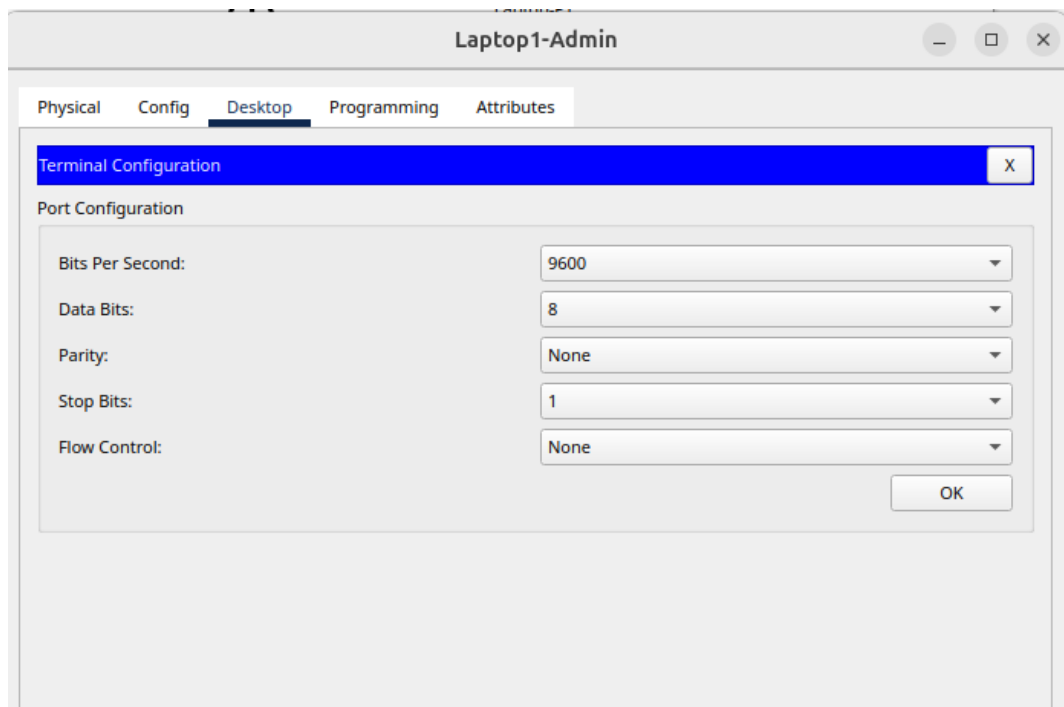 Laptop1-Admin
Physical Config Desktop Programming Attributes
Terminal Configuration X
Port Configuration
Bits Per Second: 9600
Data Bits: 8
Parity: None
Stop Bits: 1
Flow Control: None
OK